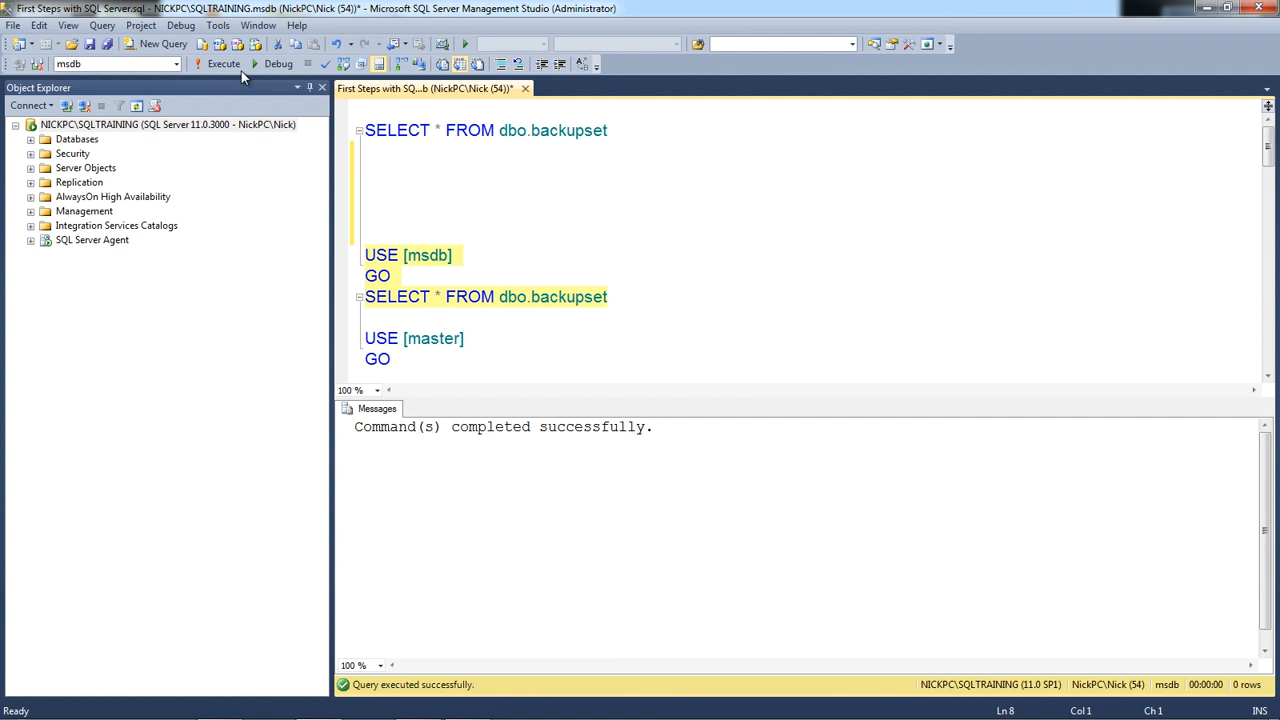 First Steps with SQL Server.sql - NICKPC\SQLTRAINING.msdb (NickPC\Nick (54))* - Microsoft SQL Server Management Studio (Administrator)
File Edit View Query Project Debug Tools Window Help
New Query
msdb Execute Debug
Object Explorer
First Steps with SQ...b (NickPC\Nick (54))*
Connect
NICKPC\SQLTRAINING (SQL Server 11.0.3000 - NickPC\Nick)
Databases
Security
Server Objects
Replication
AlwaysOn High Availability
Management
Integration Services Catalogs
SQL Server Agent
SELECT * FROM dbo.backupset
USE [msdb]
GO
SELECT * FROM dbo.backupset
USE [master]
GO
100 %
Messages
Command(s) completed successfully.
100 %
Query executed successfully. NICKPC\SQLTRAINING (11.0 SP1) NickPC\Nick (54) msdb 00:00:00 0 rows
Ready Ln 8 Col 1 Ch 1 INS